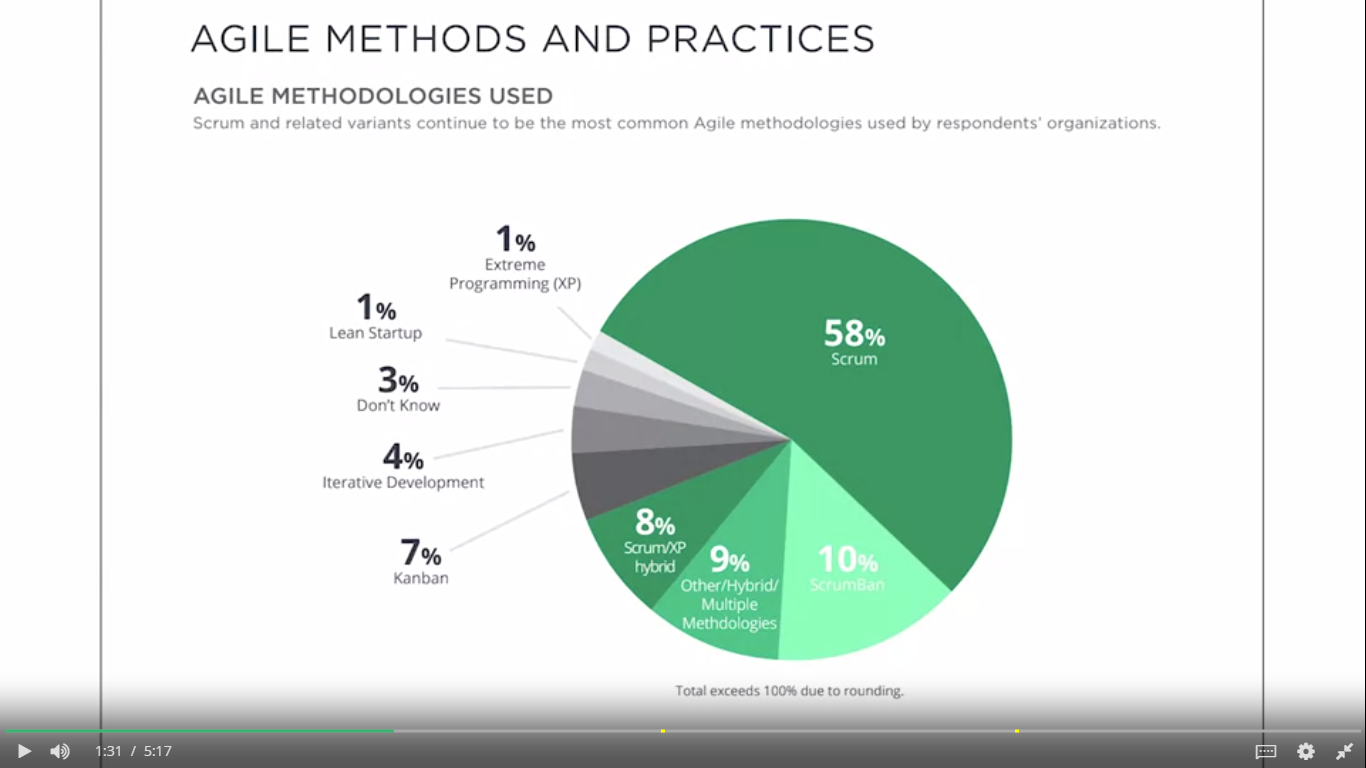 AGILE METHODS AND PRACTICES
AGILE METHODOLOGIES USED
Scrum and related variants continue to be the most common Agile methodologies used by respondents' organizations.
1%
Extreme
Programming (XP)
1%
Lean Startup
3%
Don't Know
4%
Iterative Development
7%
Kanban
58%
Scrum
8%
Scrum/XP
hybrid
9%
Other/Hybrid/
Multiple
Methdologies
10%
ScrumBan
Total exceeds 100% due to rounding.
1:31 / 5:17